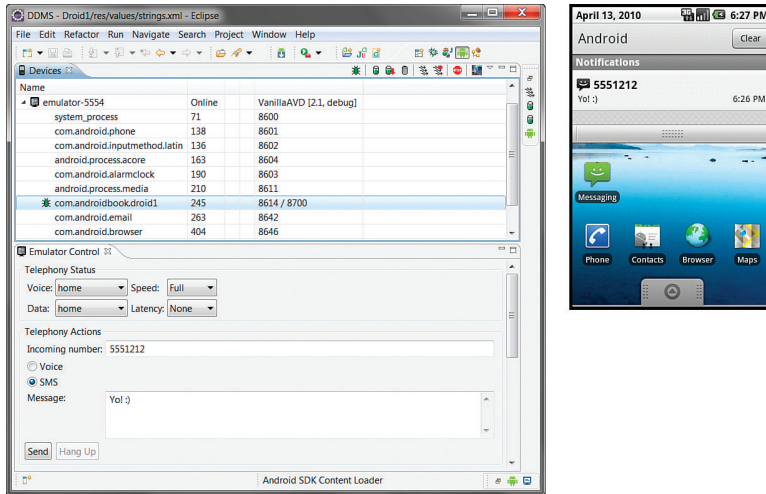 DDMS - Droid1/res/values/strings.xml - Eclipse
File Edit Refactor Run Navigate Search Project Window Help
Devices
Name
emulator-5554 Online VanillaAVD [2.1, debug]
system_process 71 8600
com.android.phone 138 8601
com.android.inputmethod.latin 136 8602
android.process.acore 163 8604
com.android.alarmclock 190 8603
android.process.media 210 8611
com.androidbook.droid1 245 8614 / 8700
com.android.email 263 8642
com.android.browser 404 8646
Emulator Control
Telephony Status
Voice: home Speed: Full
Data: home Latency: None
Telephony Actions
Incoming number: 5551212
Voice
SMS
Message: Yo! :)
Send Hang Up
Android SDK Content Loader
April 13, 2010 3G 6:27 PM
Android Clear
Notifications
5551212
Yo! :) 6:26 PM
Messaging
Phone Contacts Browser Maps